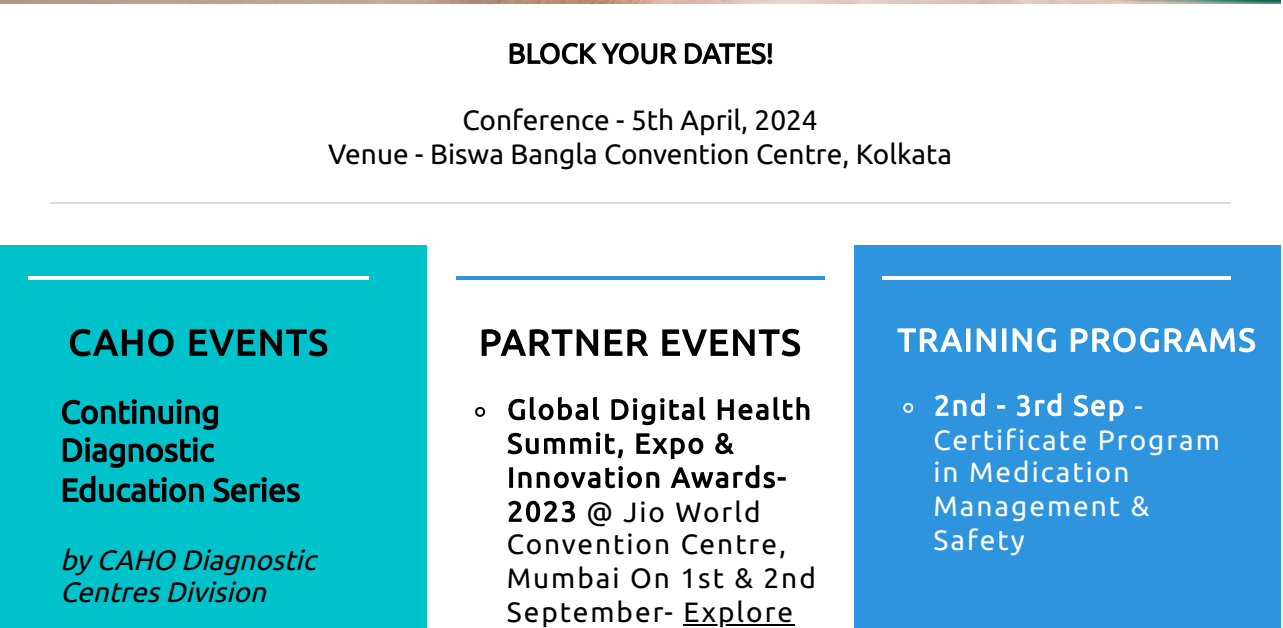 BLOCK YOUR DATES!
Conference - 5th April, 2024
Venue - Biswa Bangla Convention Centre, Kolkata
CAHO EVENTS
Continuing
Diagnostic
Education Series
by CAHO Diagnostic
Centres Division
PARTNER EVENTS
Global Digital Health
Summit, Expo &
Innovation Awards-
2023 @ Jio World
Convention Centre,
Mumbai On 1st & 2nd
September- Explore
TRAINING PROGRAMS
2nd - 3rd Sep -
Certificate Program
in Medication
Management &
Safety